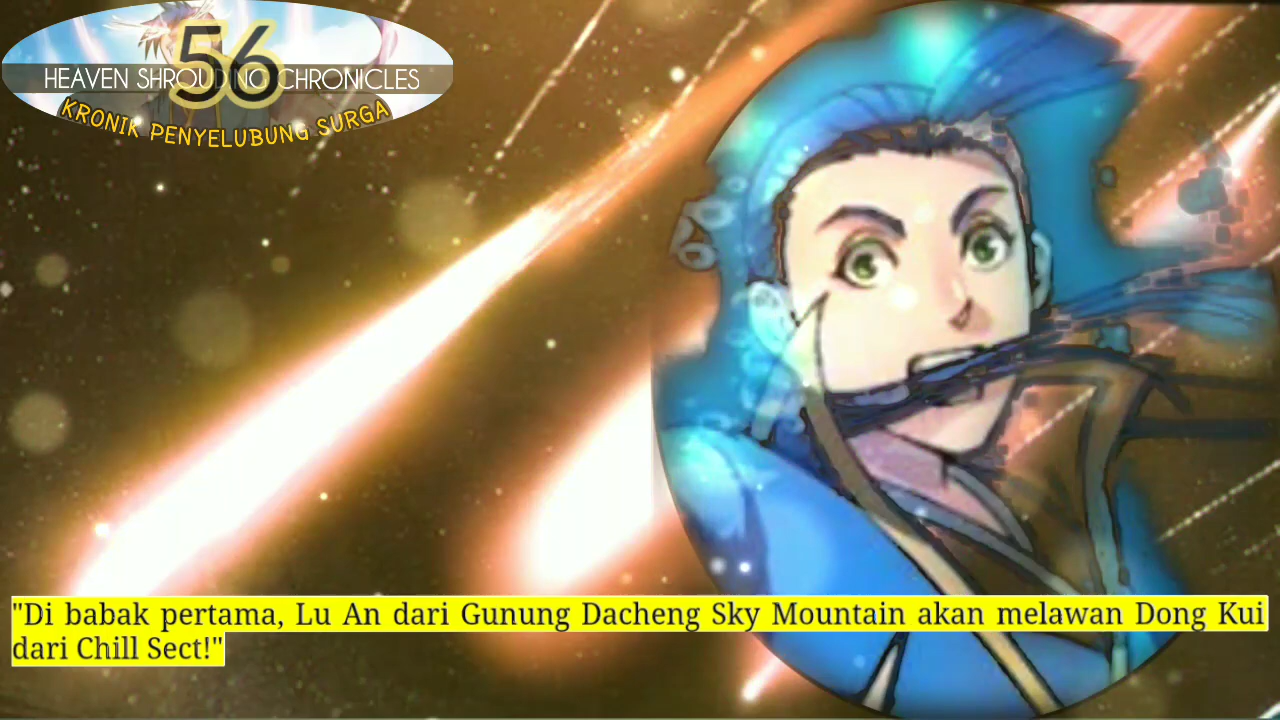 56
HEAVEN SHROUDING CHRONICLES
KRONIK PENYELUBUNG SURGA
"Di babak pertama, Lu An dari Gunung Dacheng Sky Mountain akan melawan Dong Kui
dari Chill Sect!"